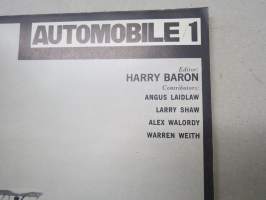 AUTOMOBILE/1
Editor:
HARRY BARON
Contributors:
ANGUS LAIDLAW
LARRY SHAW
ALEX WALORDY
WARREN WEITH